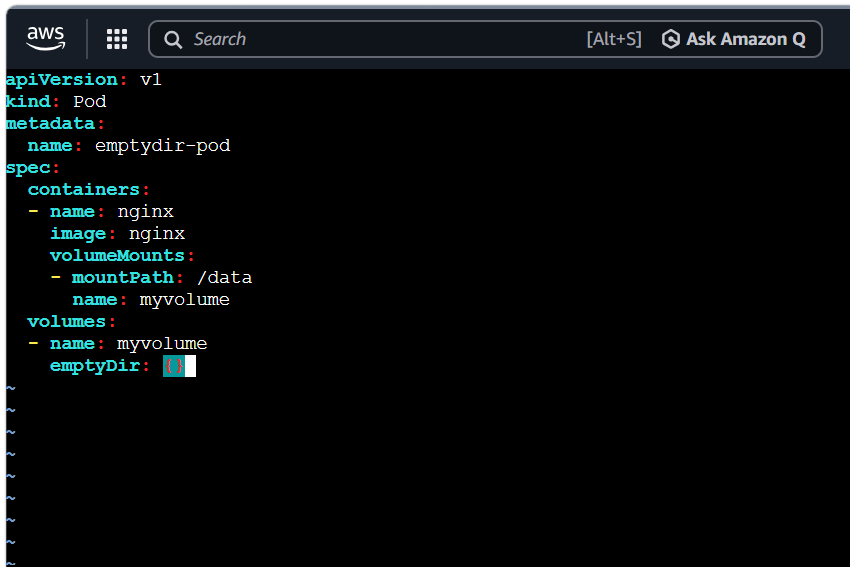 aws
Search [Alt+S] Ask Amazon Q
apiVersion: v1
kind: Pod
metadata:
  name: emptydir-pod
spec:
  containers:
  - name: nginx
    image: nginx
    volumeMounts:
    - mountPath: /data
      name: myvolume
  volumes:
  - name: myvolume
    emptyDir: {}
~
~
~
~
~
~
~
~
~